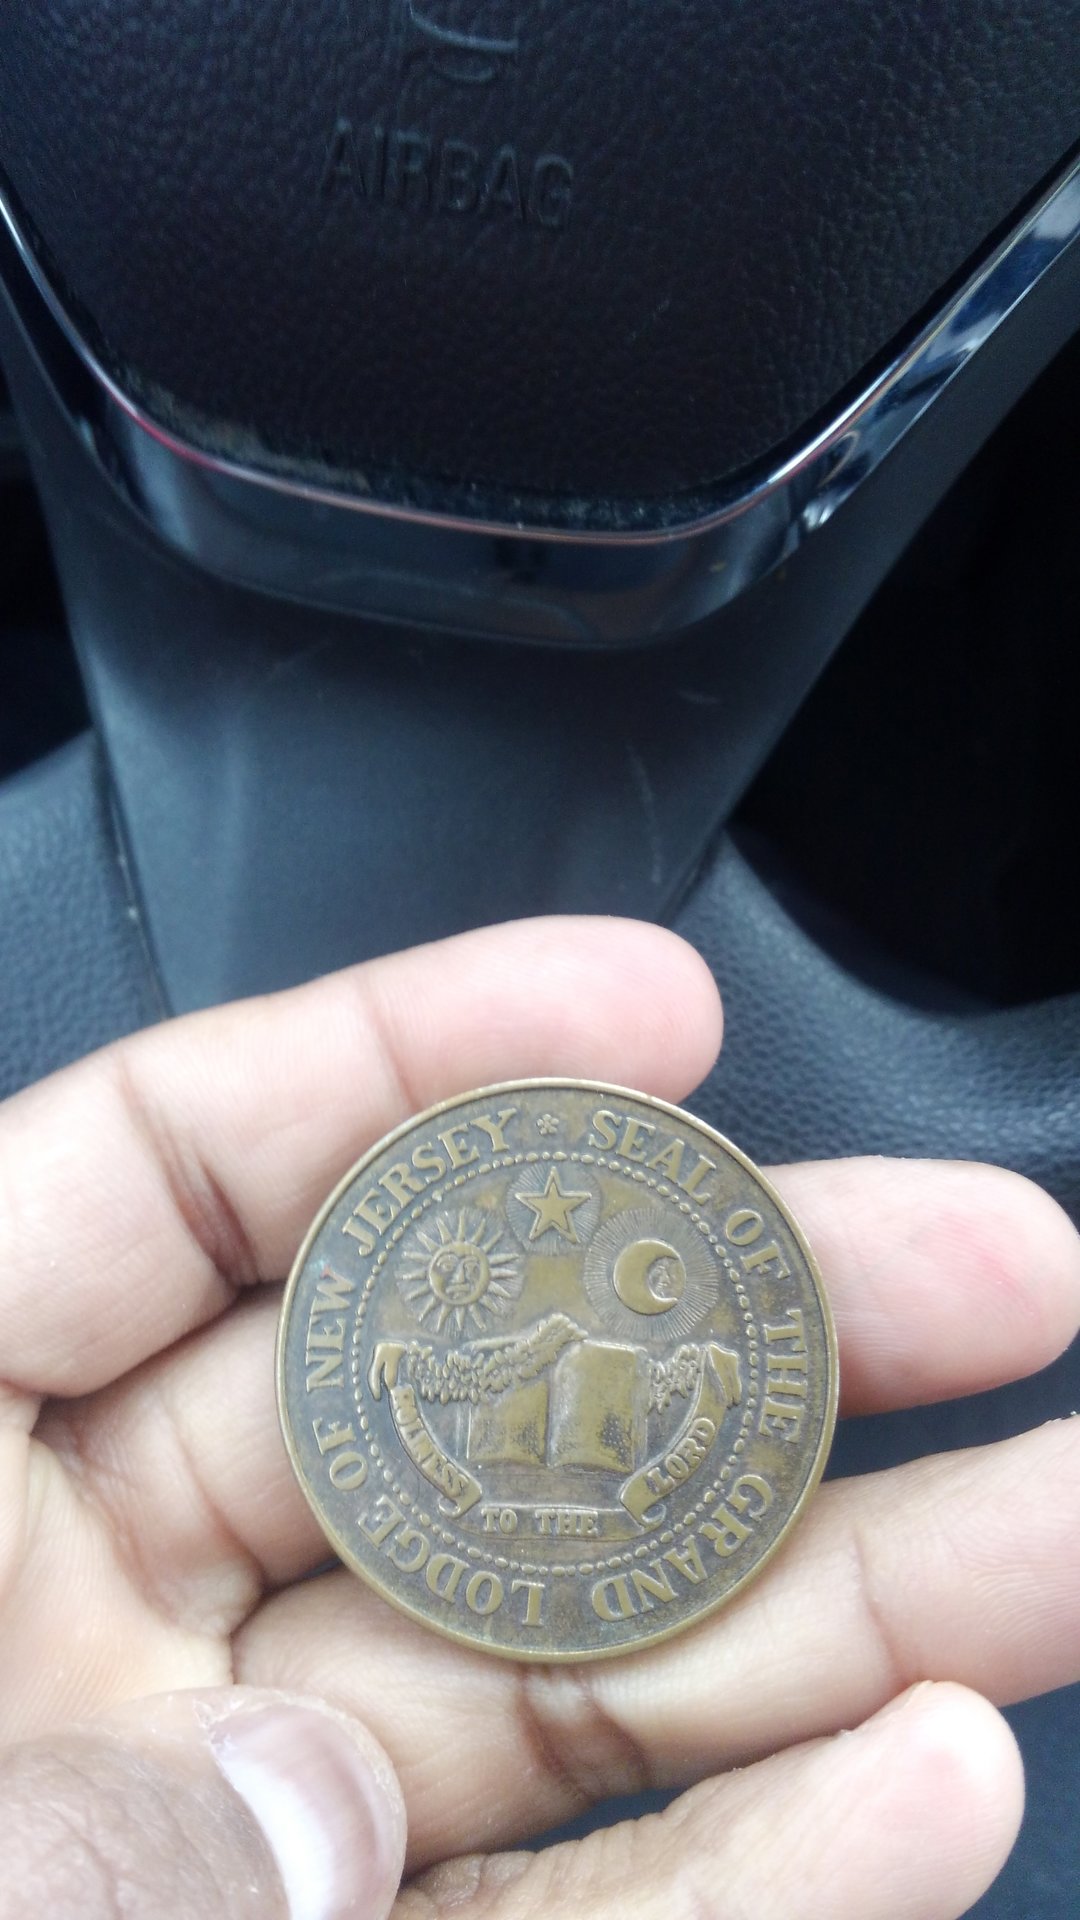 AIRBAG
SEAL OF THE GRAND LODGE OF NEW JERSEY *
HOLINESS TO THE LORD